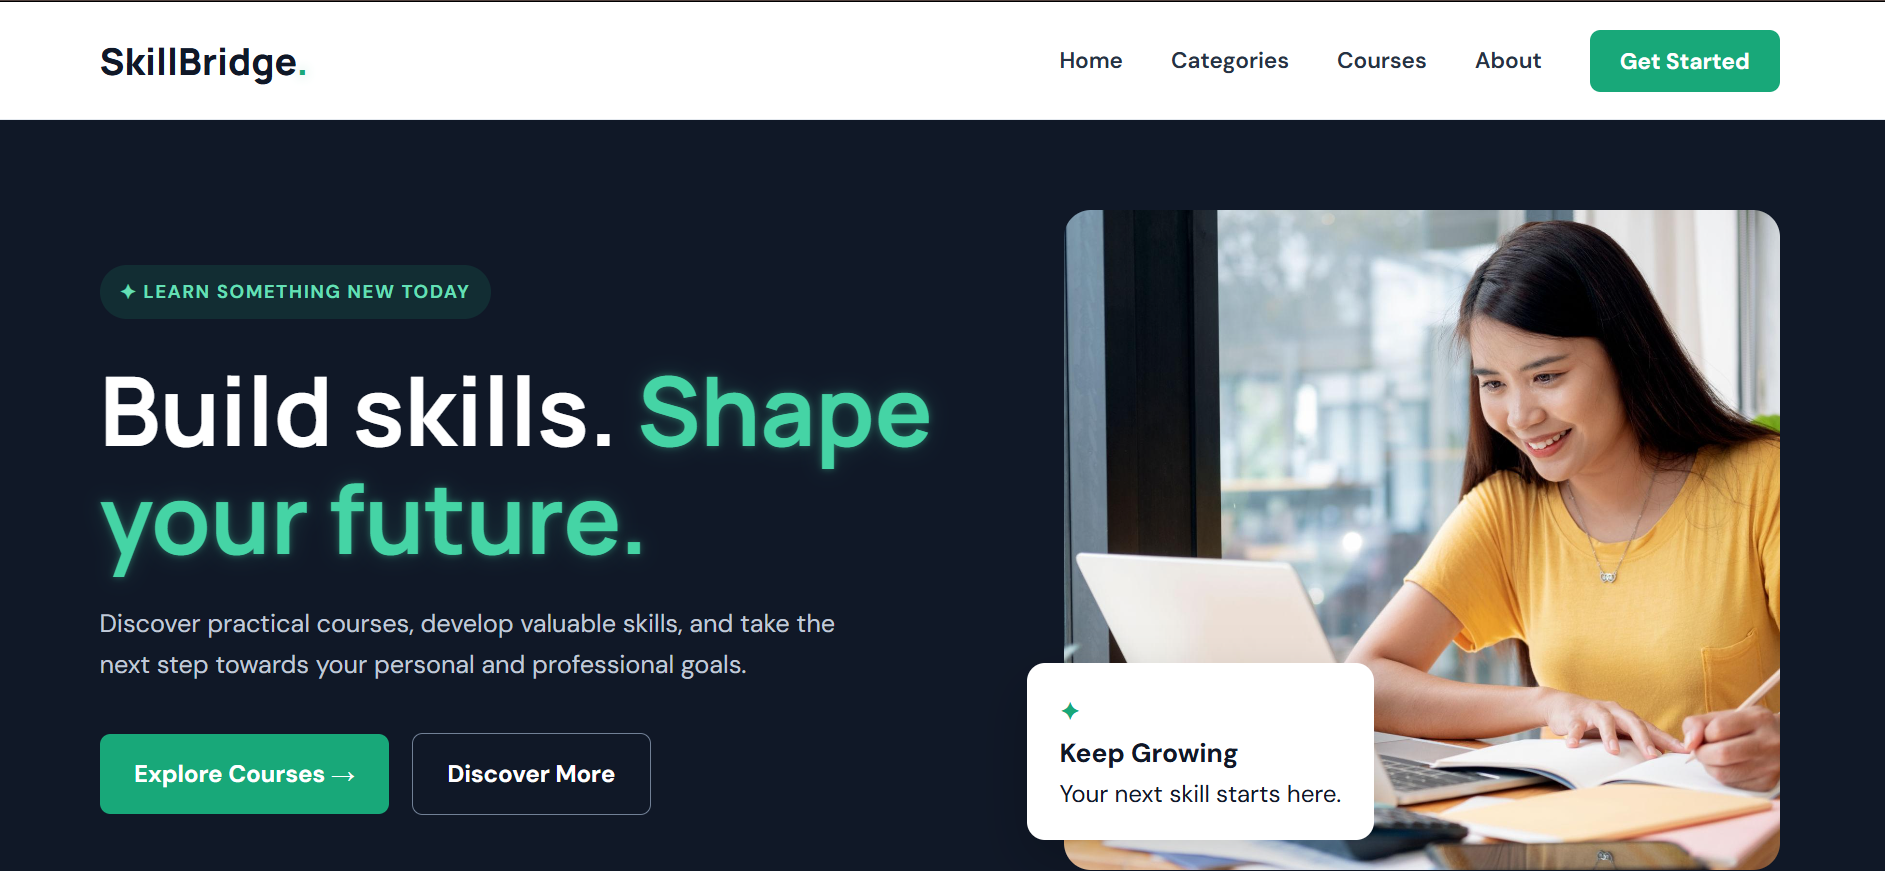 SkillBridge.
Home Categories Courses About Get Started
✦ LEARN SOMETHING NEW TODAY
Build skills. Shape
your future.
Discover practical courses, develop valuable skills, and take the
next step towards your personal and professional goals.
Explore Courses → Discover More
✦
Keep Growing
Your next skill starts here.